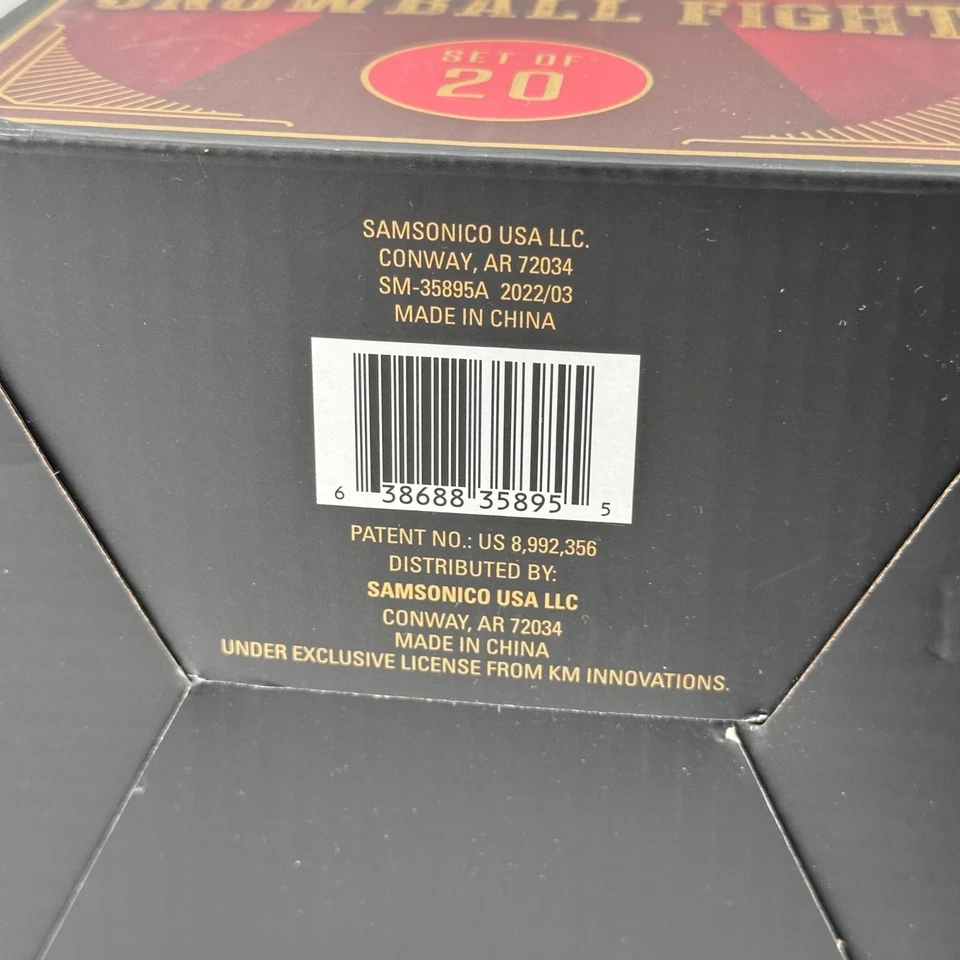 SNOWBALL FIGHT
SET OF
20
SAMSONICO USA LLC.
CONWAY, AR 72034
SM-35895A 2022/03
MADE IN CHINA
6 38688 35895 5
PATENT NO.: US 8,992,356
DISTRIBUTED BY:
SAMSONICO USA LLC
CONWAY, AR 72034
MADE IN CHINA
UNDER EXCLUSIVE LICENSE FROM KM INNOVATIONS.